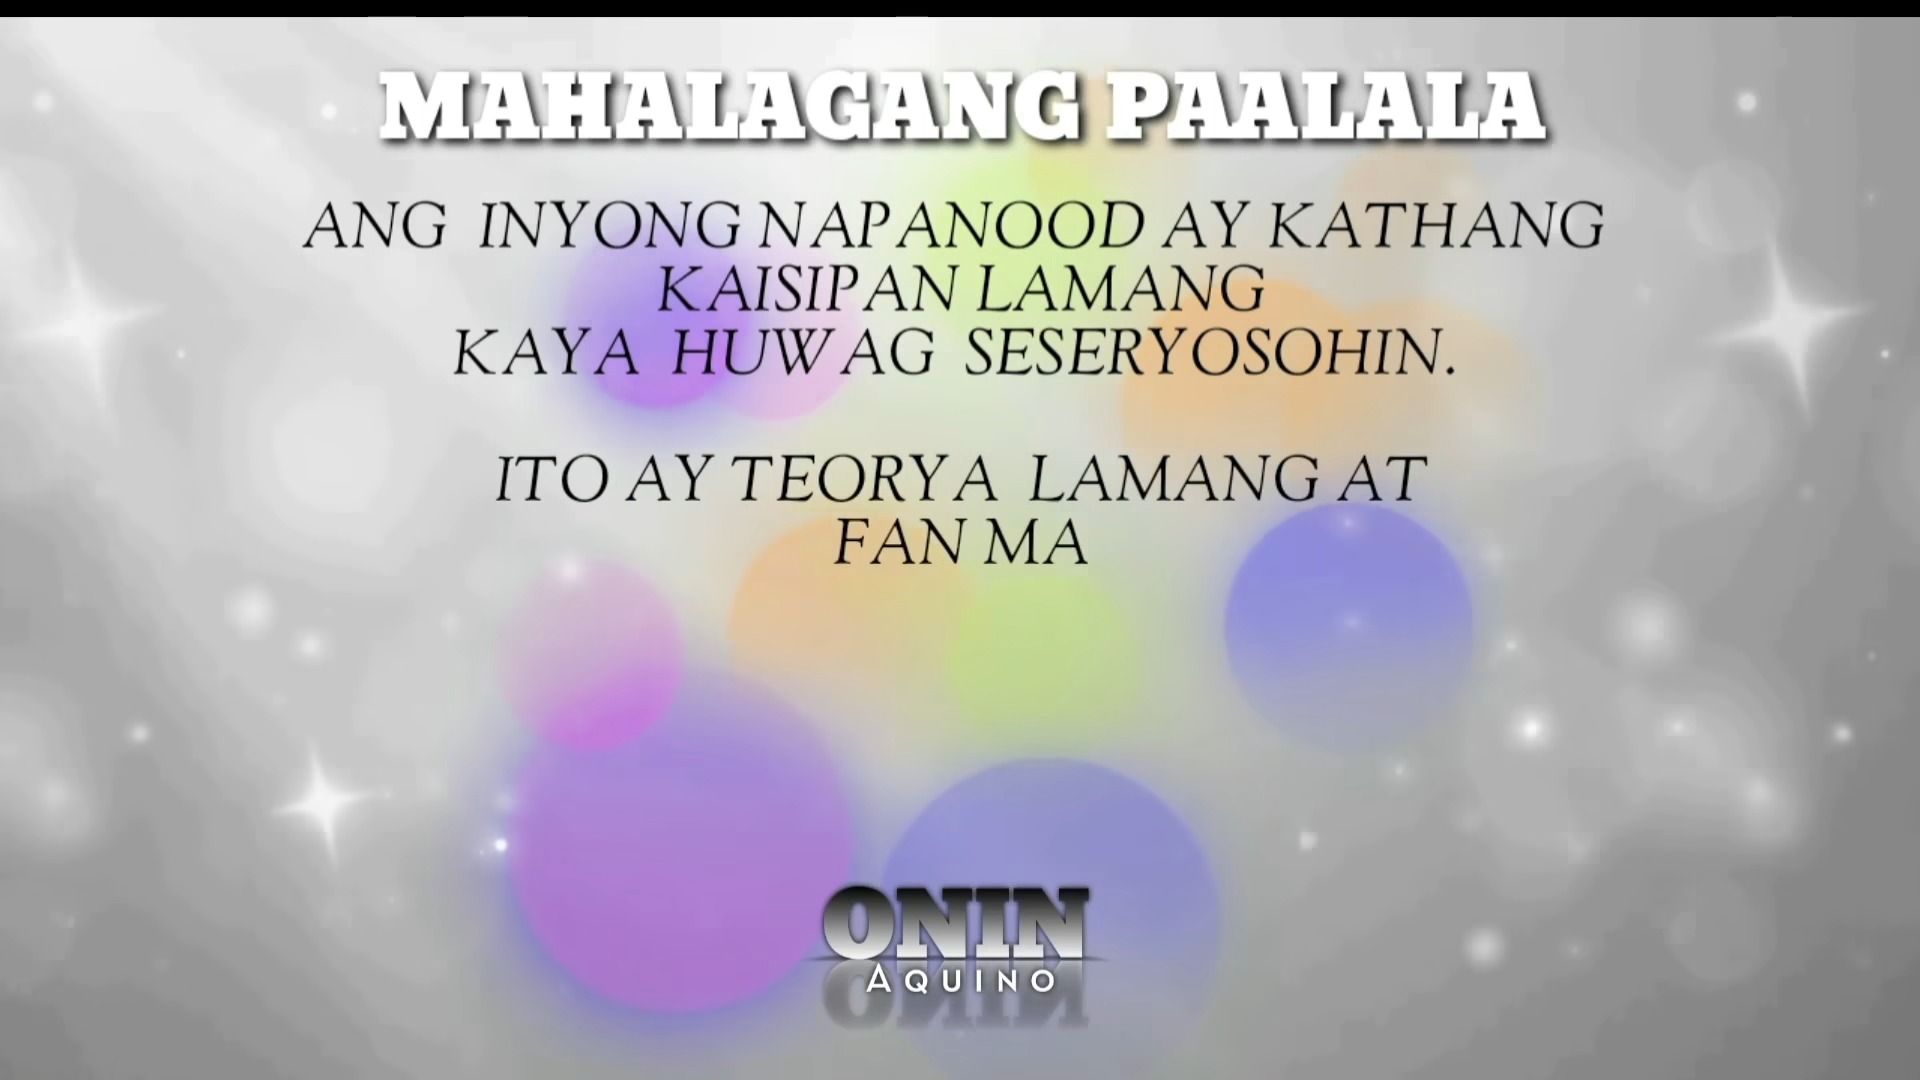 MAHALAGANG PAALALA
ANG INYONG NAPANOOD AY KATHANG
KAISIPAN LAMANG
KAYA HUWAG SESERYOSOHIN.
ITO AY TEORYA LAMANG AT
FAN MA
ONIN
AQUINO